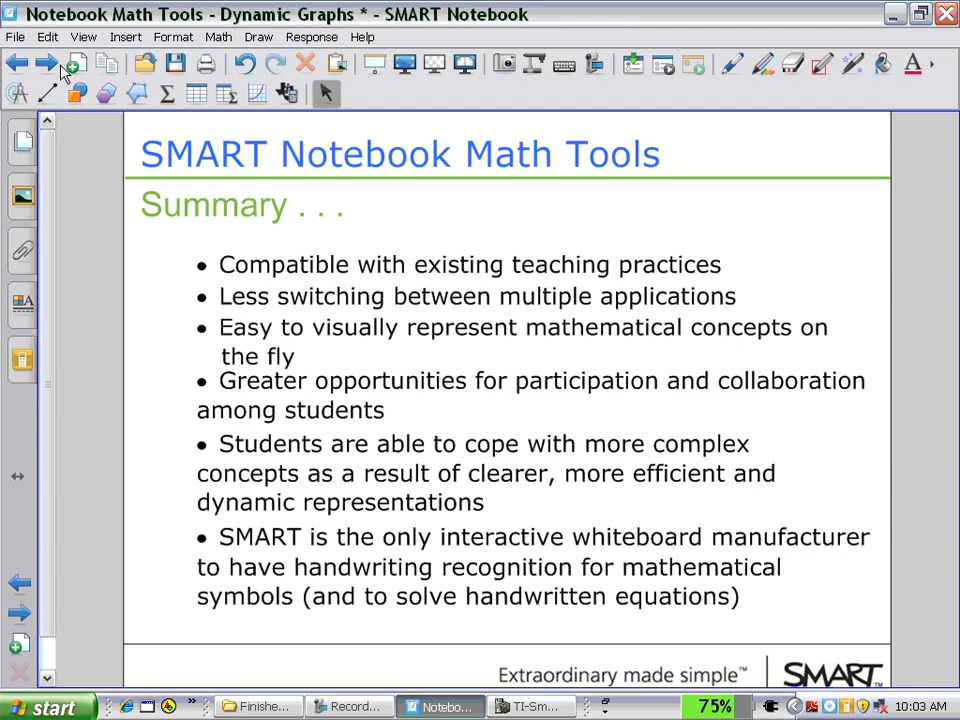 Notebook Math Tools - Dynamic Graphs * - SMART Notebook
File Edit View Insert Format Math Draw Response Help
SMART Notebook Math Tools
Summary . . .
• Compatible with existing teaching practices
• Less switching between multiple applications
• Easy to visually represent mathematical concepts on
the fly
• Greater opportunities for participation and collaboration
among students
• Students are able to cope with more complex
concepts as a result of clearer, more efficient and
dynamic representations
• SMART is the only interactive whiteboard manufacturer
to have handwriting recognition for mathematical
symbols (and to solve handwritten equations)
Extraordinary made simple™ SMART
start » Finishe... Record... Notebo... TI-Sm... 75% 10:03 AM